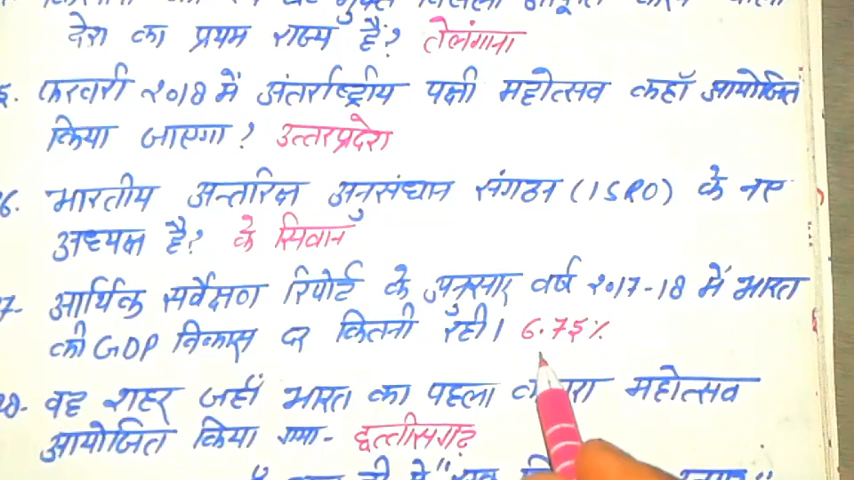 देश का प्रथम राज्य है? तेलंगाना
5. फरवरी 2018 में अंतर्राष्ट्रीय पक्षी महोत्सव कहाँ आयोजित
किया जाएगा? उत्तरप्रदेश
6. भारतीय अन्तरिक्ष अनुसंधान संगठन (ISRO) के नए
अध्यक्ष है? के सिवान
7. आर्थिक सर्वेक्षण रिपोर्ट के अनुसार वर्ष 2017-18 में भारत
की GDP विकास दर कितनी रही। 6.75%
वह शहर जहाँ भारत का पहला महोत्सव
आयोजित किया गया- छत्तीसगढ़